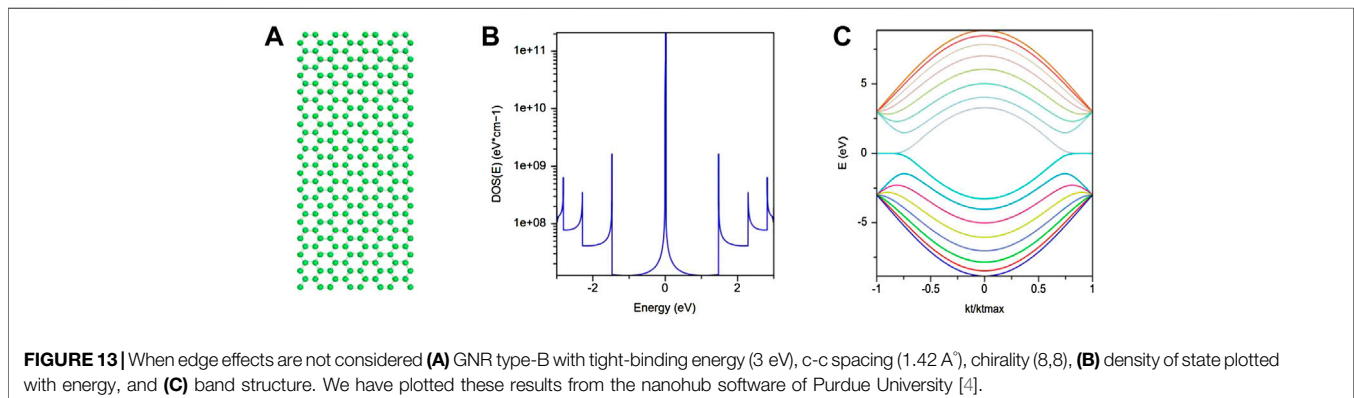 A
B
C
1e+11
1e+10
1e+09
1e+08
DOS(E) (eV*cm−1)
-2
0
2
Energy (eV)
5
0
-5
E (eV)
-1
-0.5
0
0.5
1
kt/ktmax
FIGURE 13 | When edge effects are not considered (A) GNR type-B with tight-binding energy (3 eV), c-c spacing (1.42 A°), chirality (8,8), (B) density of state plotted
with energy, and (C) band structure. We have plotted these results from the nanohub software of Purdue University [4].